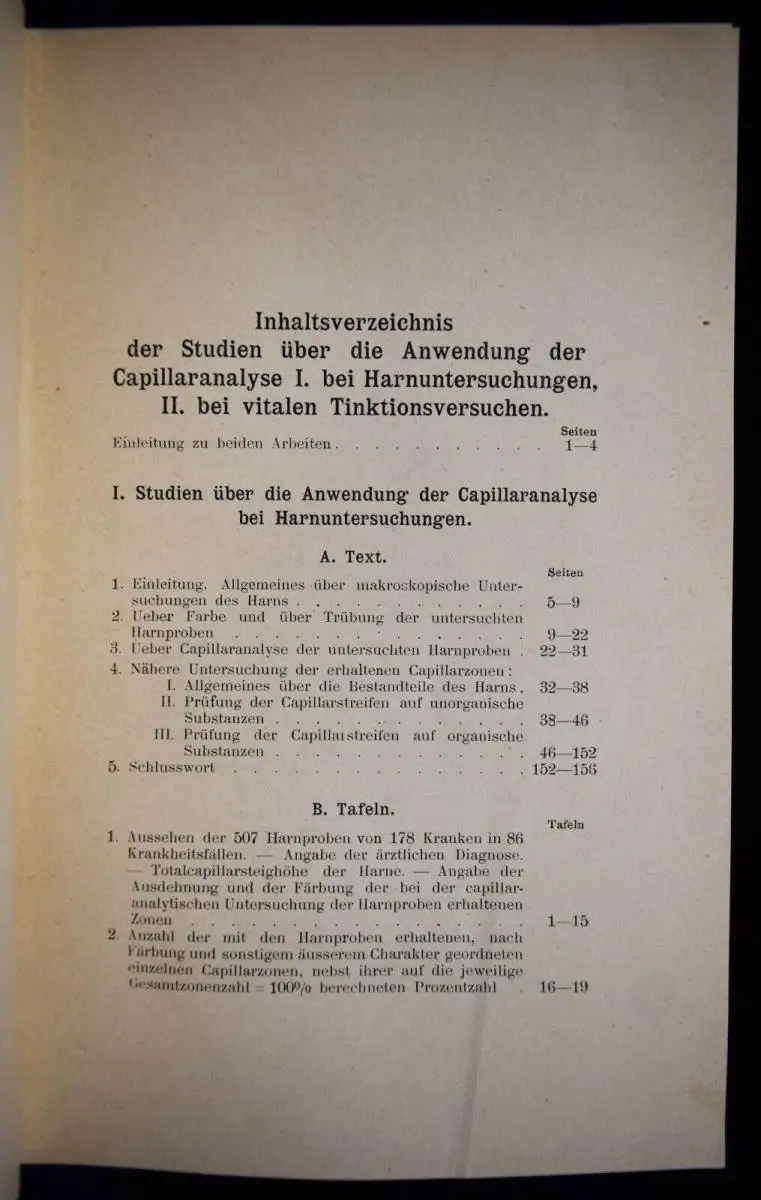 Inhaltsverzeichnis
der Studien über die Anwendung der
Capillaranalyse I. bei Harnuntersuchungen,
II. bei vitalen Tinktionsversuchen.
Seiten
Einleitung zu beiden Arbeiten . . . . . . . . . . . 1—4
I. Studien über die Anwendung der Capillaranalyse
bei Harnuntersuchungen.
A. Text.
Seiten
1. Einleitung. Allgemeines über makroskopische Unter-
suchungen des Harns . . . . . . . . . . . . 5—9
2. Ueber Farbe und über Trübung der untersuchten
Harnproben . . . . . . . . . . . . . . . 9—22
3. Ueber Capillaranalyse der untersuchten Harnproben . 22—31
4. Nähere Untersuchung der erhaltenen Capillarzonen :
I. Allgemeines über die Bestandteile des Harns . 32—38
II. Prüfung der Capillarstreifen auf unorganische
Substanzen . . . . . . . . . . . . . 38—46
III. Prüfung der Capillarstreifen auf organische
Substanzen . . . . . . . . . . . . . 46—152
5. Schlusswort . . . . . . . . . . . . . . . 152—156
B. Tafeln.
Tafeln
1. Aussehen der 507 Harnproben von 178 Kranken in 86
Krankheitsfällen. — Angabe der ärztlichen Diagnose.
— Totalcapillarsteighöhe der Harne. — Angabe der
Ausdehnung und der Färbung der bei der capillar-
analytischen Untersuchung der Harnproben erhaltenen
Zonen . . . . . . . . . . . . . . . . . 1—15
2. Anzahl der mit den Harnproben erhaltenen, nach
Färbung und sonstigem äusserem Charakter geordneten
einzelnen Capillarzonen, nebst ihrer auf die jeweilige
Gesamtzonenzahl = 100% berechneten Prozentzahl . 16—19